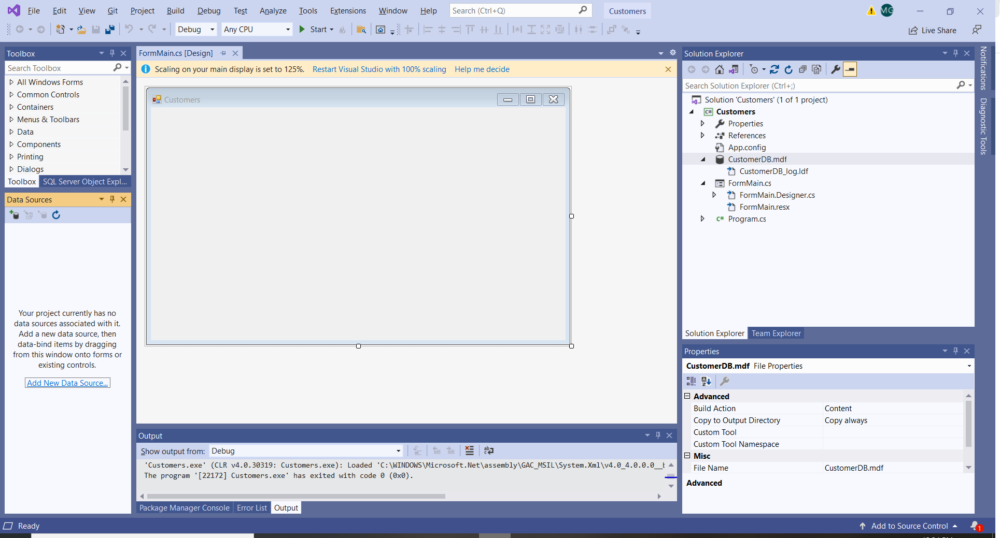 File Edit View Git Project Build Debug Test Analyze Tools Extensions Window Help Search (Ctrl+Q) Customers MG
Debug Any CPU Start Live Share
Toolbox
Search Toolbox
All Windows Forms
Common Controls
Containers
Menus & Toolbars
Data
Components
Printing
Dialogs
Toolbox SQL Server Object Expl...
Data Sources
Your project currently has no
data sources associated with it.
Add a new data source, then
data-bind items by dragging
from this window onto forms or
existing controls.
Add New Data Source...
FormMain.cs [Design]
Scaling on your main display is set to 125%. Restart Visual Studio with 100% scaling Help me decide
Customers
Output
Show output from: Debug
'Customers.exe' (CLR v4.0.30319: Customers.exe): Loaded 'C:\WINDOWS\Microsoft.Net\assembly\GAC_MSIL\System.Xml\v4.0_4.0.0.0__b
The program '[22172] Customers.exe' has exited with code 0 (0x0).
Package Manager Console Error List Output
Solution Explorer
Search Solution Explorer (Ctrl+;)
Solution 'Customers' (1 of 1 project)
C# Customers
Properties
References
App.config
CustomerDB.mdf
CustomerDB_log.ldf
FormMain.cs
FormMain.Designer.cs
FormMain.resx
C# Program.cs
Solution Explorer Team Explorer
Properties
CustomerDB.mdf File Properties
Advanced
Build Action Content
Copy to Output Directory Copy always
Custom Tool
Custom Tool Namespace
Misc
File Name CustomerDB.mdf
Advanced
Notifications
Diagnostic Tools
Ready Add to Source Control 1